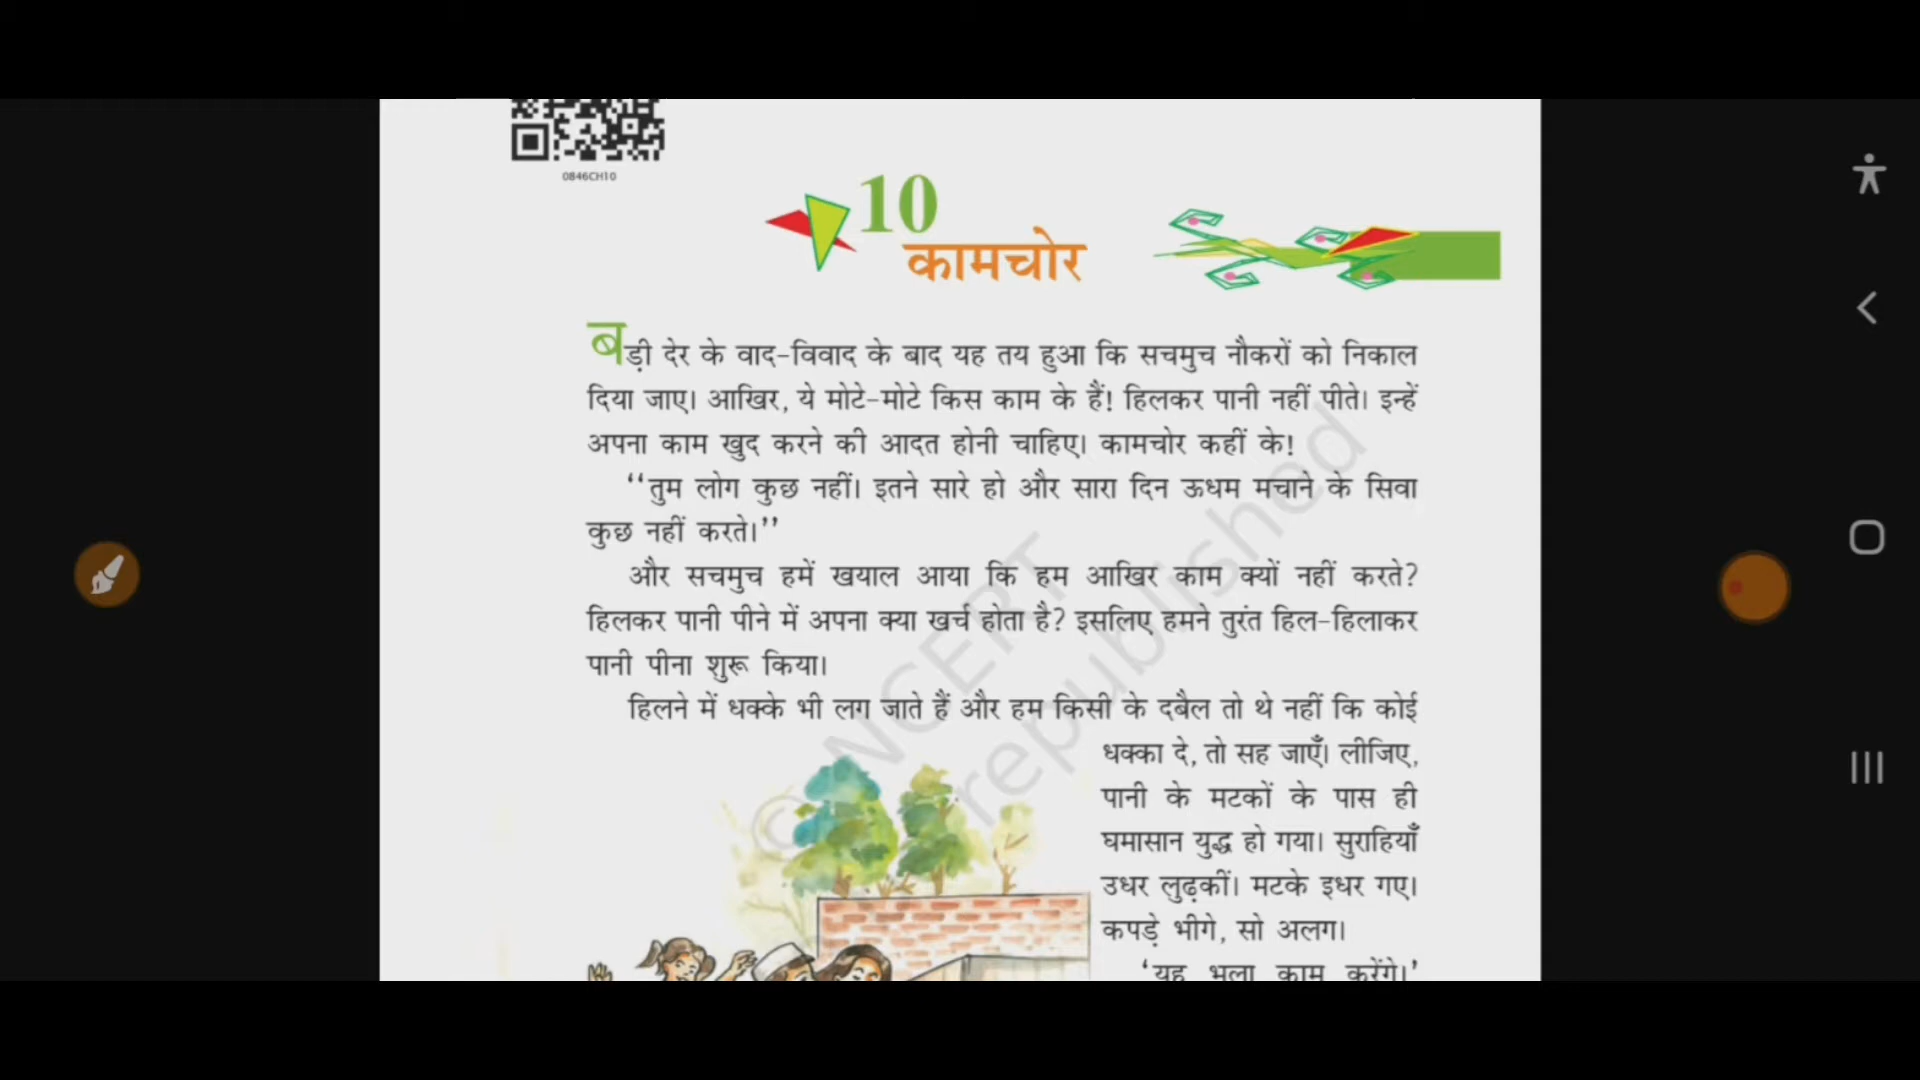 0846CH10
10
कामचोर
बड़ी देर के वाद-विवाद के बाद यह तय हुआ कि सचमुच नौकरों को निकाल
दिया जाए। आखिर, ये मोटे-मोटे किस काम के हैं! हिलकर पानी नहीं पीते। इन्हें
अपना काम खुद करने की आदत होनी चाहिए। कामचोर कहीं के!
‘‘तुम लोग कुछ नहीं। इतने सारे हो और सारा दिन ऊधम मचाने के सिवा
कुछ नहीं करते।’’
और सचमुच हमें खयाल आया कि हम आखिर काम क्यों नहीं करते?
हिलकर पानी पीने में अपना क्या खर्च होता है? इसलिए हमने तुरंत हिल-हिलाकर
पानी पीना शुरू किया।
हिलने में धक्के भी लग जाते हैं और हम किसी के दबैल तो थे नहीं कि कोई
धक्का दे, तो सह जाएँ। लीजिए,
पानी के मटकों के पास ही
घमासान युद्ध हो गया। सुराहियाँ
उधर लुढ़कीं। मटके इधर गए।
कपड़े भीगे, सो अलग।
‘यह भला काम करेंगे।’
© NCERT
republished